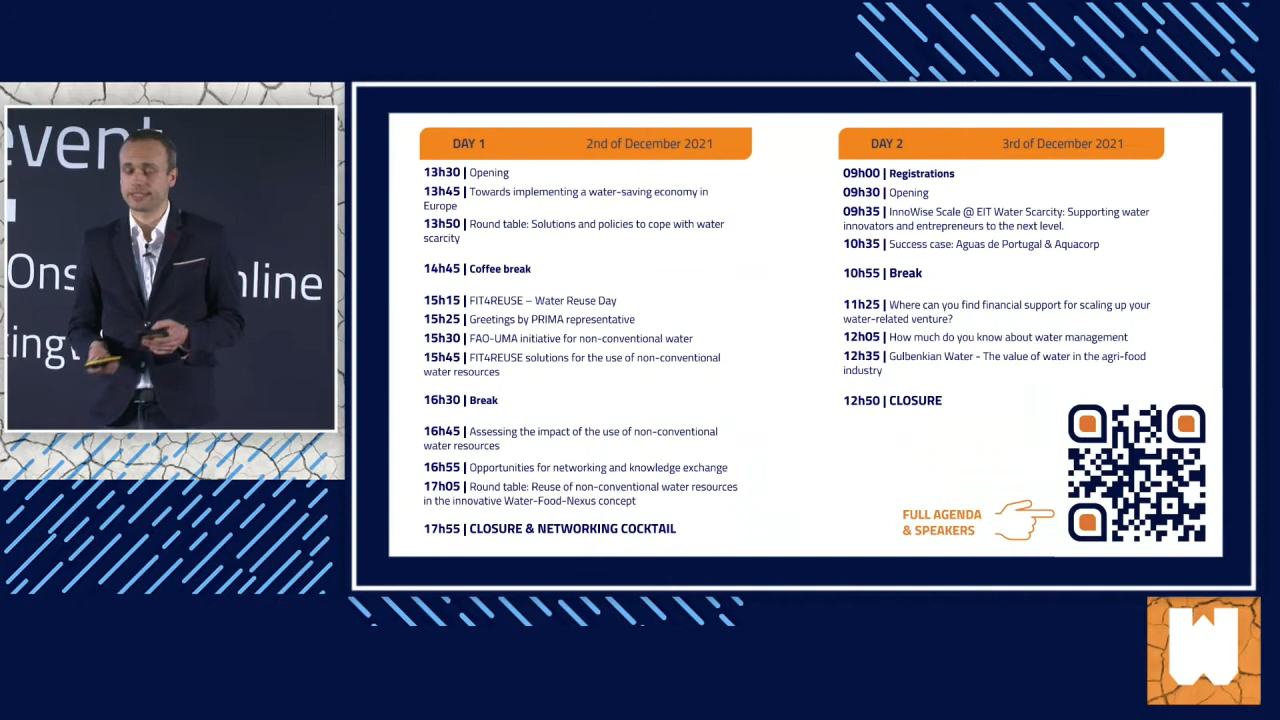 event
Ons
nline
king
DAY 1 2nd of December 2021
13h30 | Opening
13h45 | Towards implementing a water-saving economy in
Europe
13h50 | Round table: Solutions and policies to cope with water
scarcity
14h45 | Coffee break
15h15 | FIT4REUSE – Water Reuse Day
15h25 | Greetings by PRIMA representative
15h30 | FAO-UMA initiative for non-conventional water
15h45 | FIT4REUSE solutions for the use of non-conventional
water resources
16h30 | Break
16h45 | Assessing the impact of the use of non-conventional
water resources
16h55 | Opportunities for networking and knowledge exchange
17h05 | Round table: Reuse of non-conventional water resources
in the innovative Water-Food-Nexus concept
17h55 | CLOSURE & NETWORKING COCKTAIL
DAY 2 3rd of December 2021
09h00 | Registrations
09h30 | Opening
09h35 | InnoWise Scale @ EIT Water Scarcity: Supporting water
innovators and entrepreneurs to the next level.
10h35 | Success case: Aguas de Portugal & Aquacorp
10h55 | Break
11h25 | Where can you find financial support for scaling up your
water-related venture?
12h05 | How much do you know about water management
12h35 | Gulbenkian Water - The value of water in the agri-food
industry
12h50 | CLOSURE
FULL AGENDA
& SPEAKERS
W